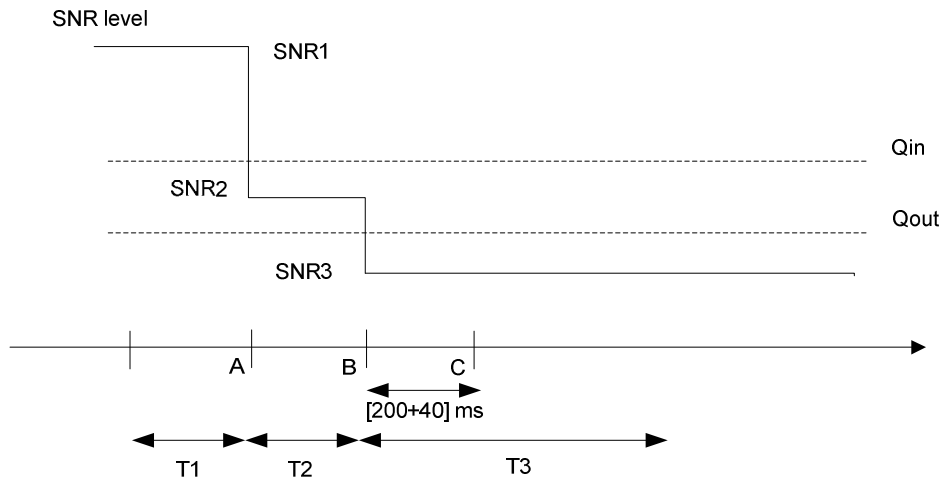 SNR level
SNR1
Qin
SNR2
Qout
SNR3
A
B
C
[200+40] ms
T1
T2
T3